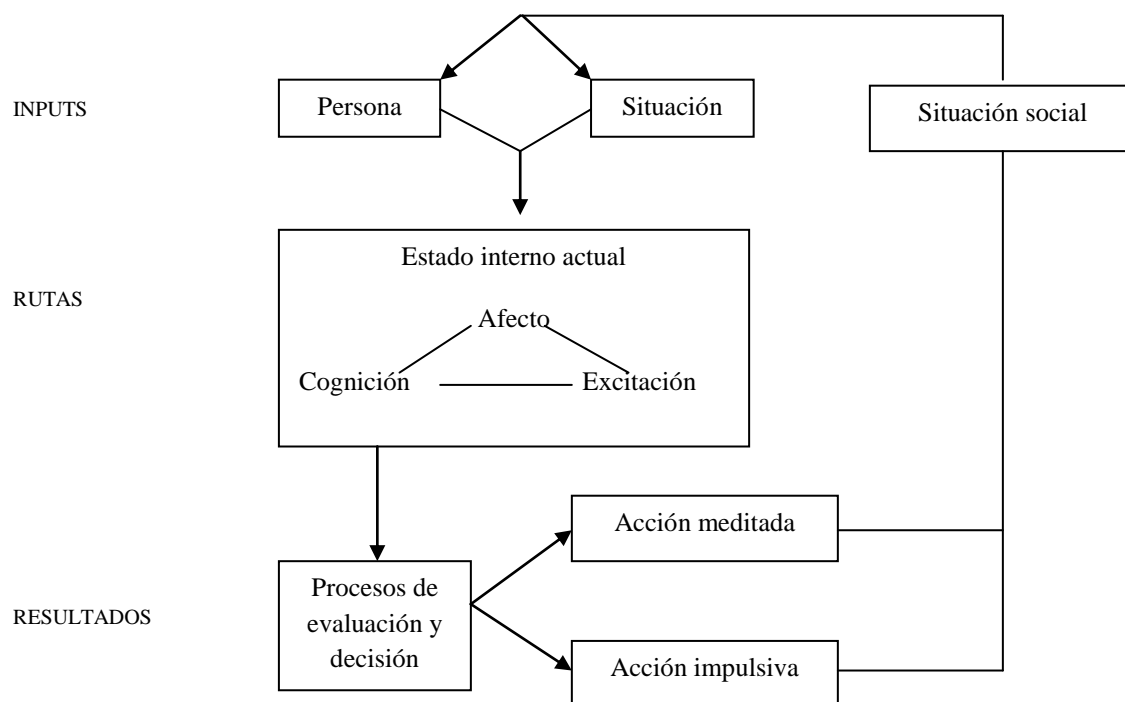 INPUTS
Persona
Situación
Situación social
RUTAS
Estado interno actual
Afecto
Cognición
Excitación
RESULTADOS
Procesos de
evaluación y
decisión
Acción meditada
Acción impulsiva